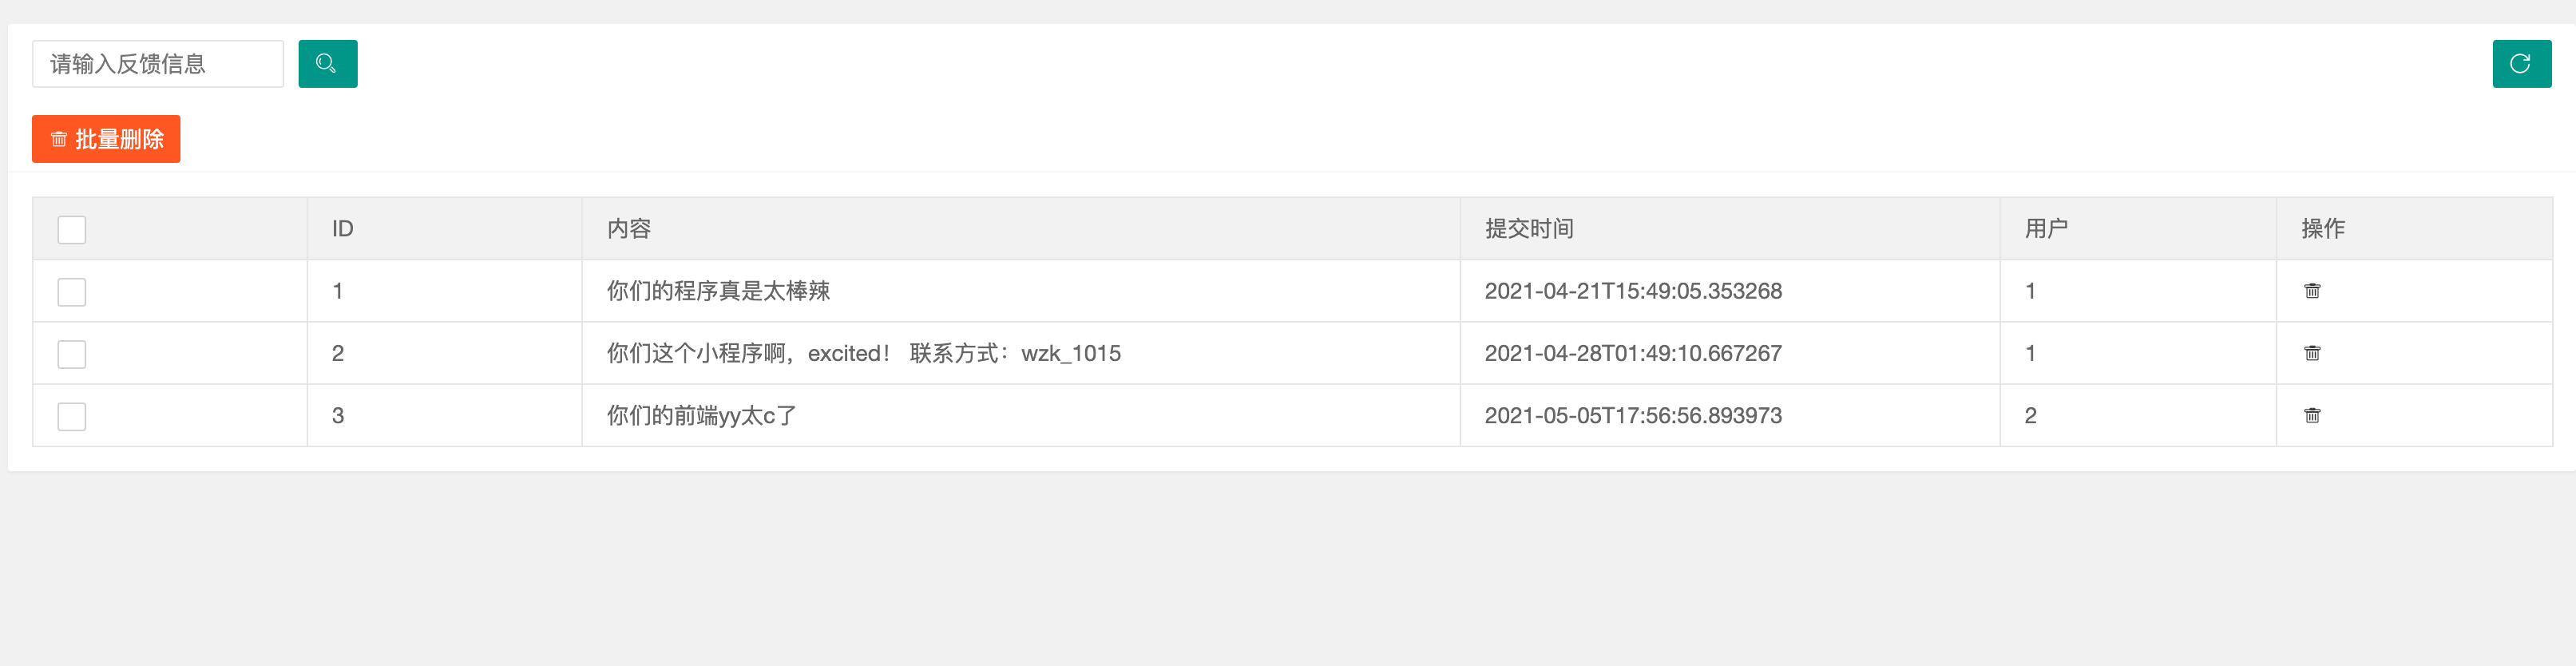 请输入反馈信息
批量删除
ID 内容 提交时间 用户 操作
1 你们的程序真是太棒辣 2021-04-21T15:49:05.353268 1
2 你们这个小程序啊，excited！ 联系方式：wzk_1015 2021-04-28T01:49:10.667267 1
3 你们的前端yy太c了 2021-05-05T17:56:56.893973 2